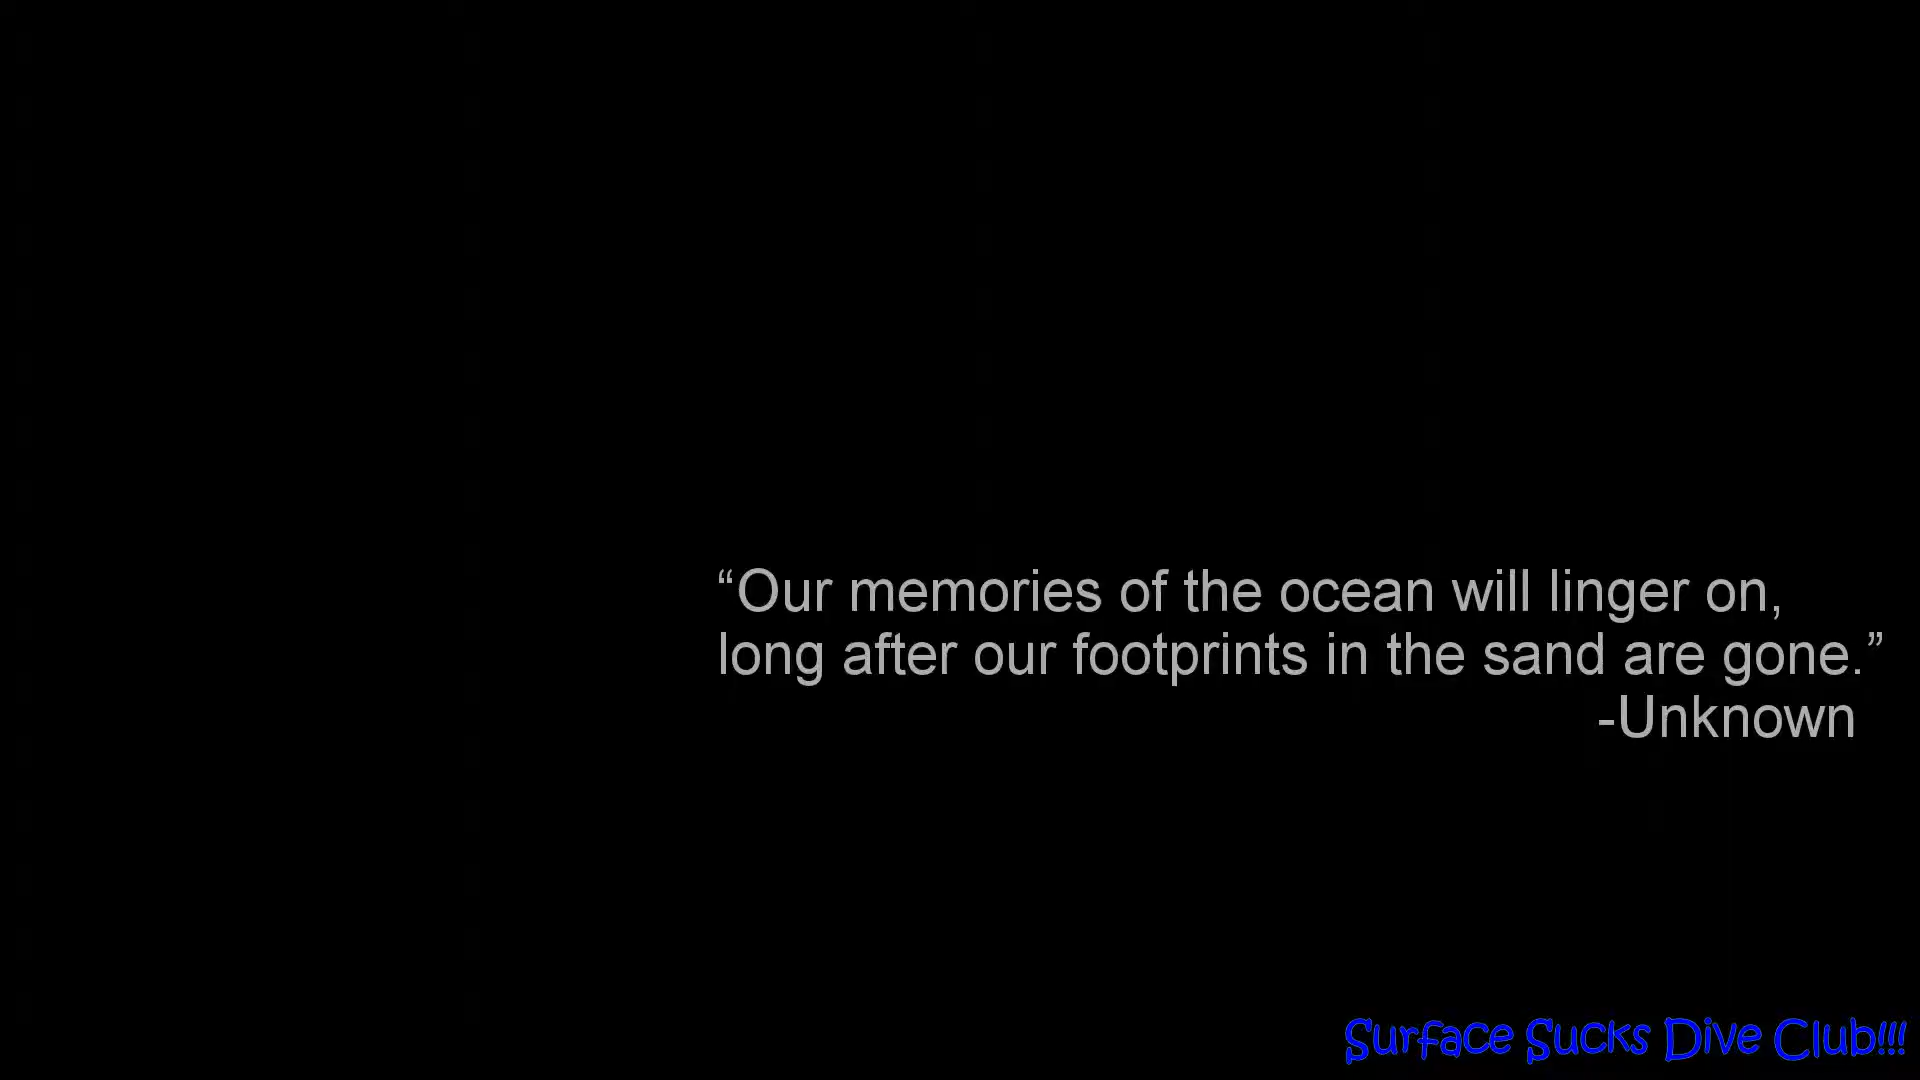 “Our memories of the ocean will linger on,
long after our footprints in the sand are gone.”
-Unknown
Surface Sucks Dive Club!!!